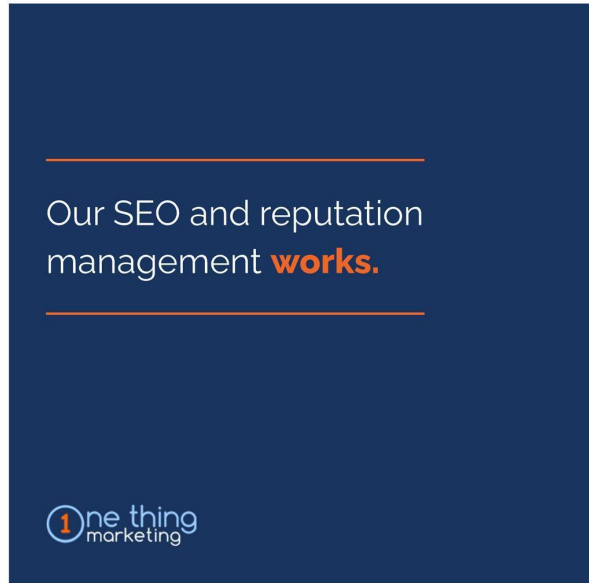 Our SEO and reputation
management works.
1ne thing
marketing